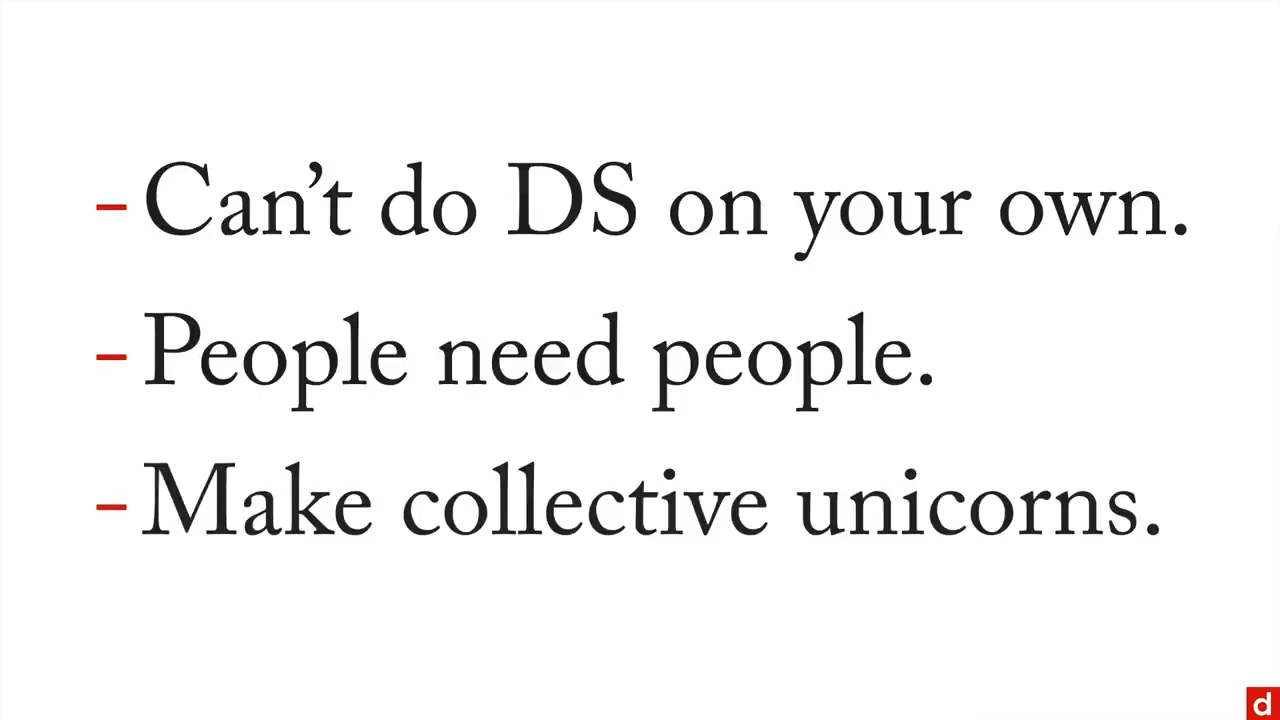 - Can’t do DS on your own.
- People need people.
- Make collective unicorns.
d